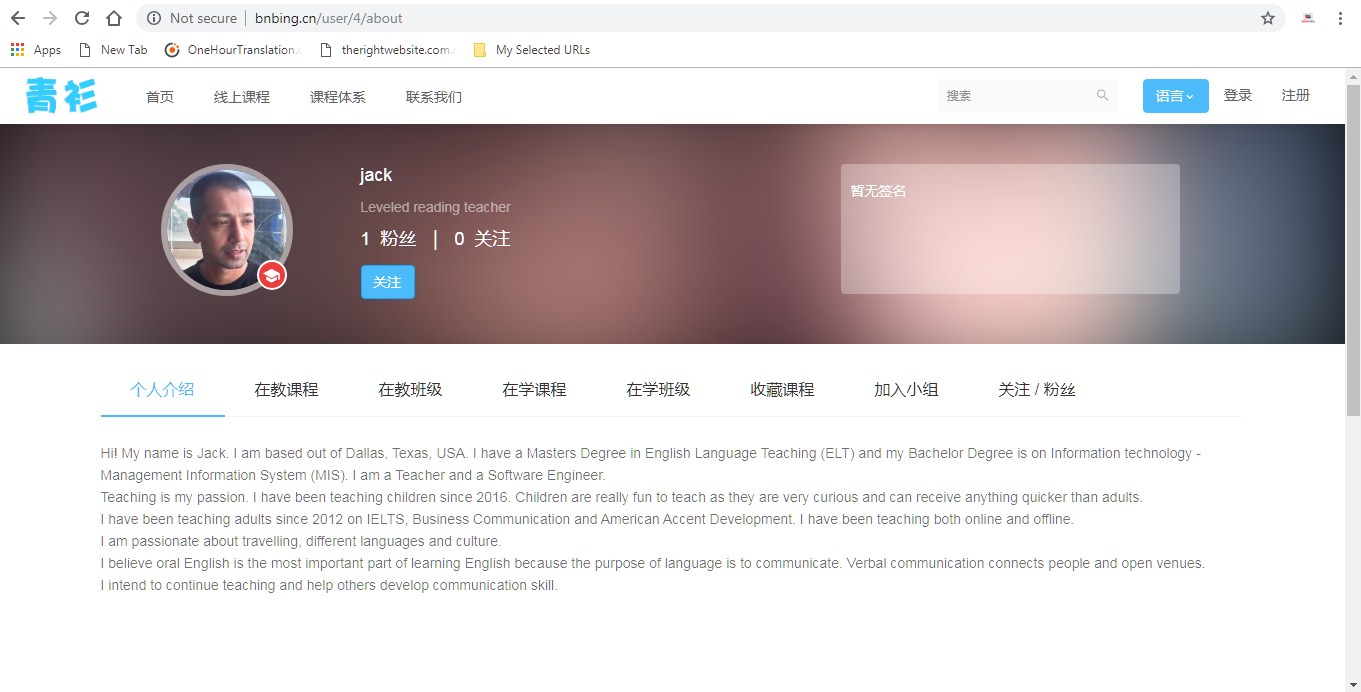 Not secure
bnbing.cn/user/4/about
Apps
New Tab
OneHourTranslation.c
therightwebsite.com
My Selected URLs
青衫
首页
线上课程
课程体系
联系我们
搜索
语言
登录
注册
jack
Leveled reading teacher
1 粉丝 | 0 关注
关注
暂无签名
个人介绍
在教课程
在教班级
在学课程
在学班级
收藏课程
加入小组
关注 / 粉丝
Hi! My name is Jack. I am based out of Dallas, Texas, USA. I have a Masters Degree in English Language Teaching (ELT) and my Bachelor Degree is on Information technology -
Management Information System (MIS). I am a Teacher and a Software Engineer.
Teaching is my passion. I have been teaching children since 2016. Children are really fun to teach as they are very curious and can receive anything quicker than adults.
I have been teaching adults since 2012 on IELTS, Business Communication and American Accent Development. I have been teaching both online and offline.
I am passionate about travelling, different languages and culture.
I believe oral English is the most important part of learning English because the purpose of language is to communicate. Verbal communication connects people and open venues.
I intend to continue teaching and help others develop communication skill.